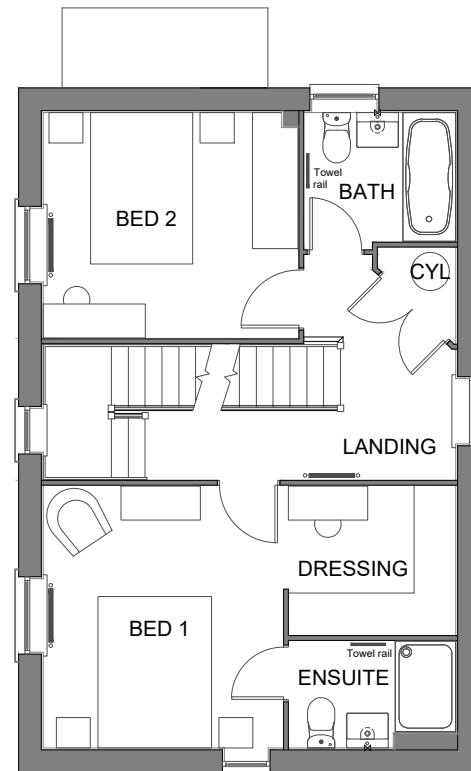 Towel
rail
BATH
BED 2
CYL
LANDING
DRESSING
BED 1
Towel rail
ENSUITE